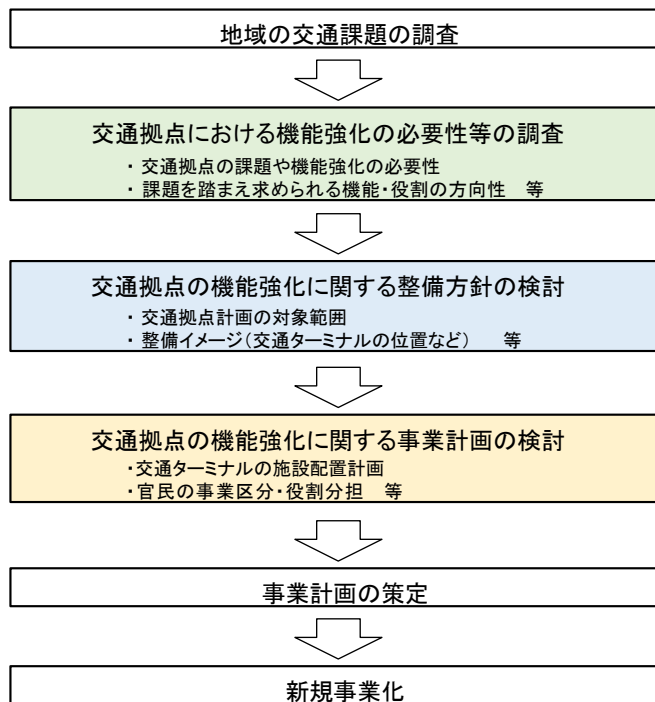 地域の交通課題の調査
交通拠点における機能強化の必要性等の調査
・ 交通拠点の課題や機能強化の必要性
・ 課題を踏まえ求められる機能・役割の方向性　等
交通拠点の機能強化に関する整備方針の検討
・ 交通拠点計画の対象範囲
・ 整備イメージ（交通ターミナルの位置など）　　等
交通拠点の機能強化に関する事業計画の検討
・交通ターミナルの施設配置計画
・官民の事業区分・役割分担　等
事業計画の策定
新規事業化